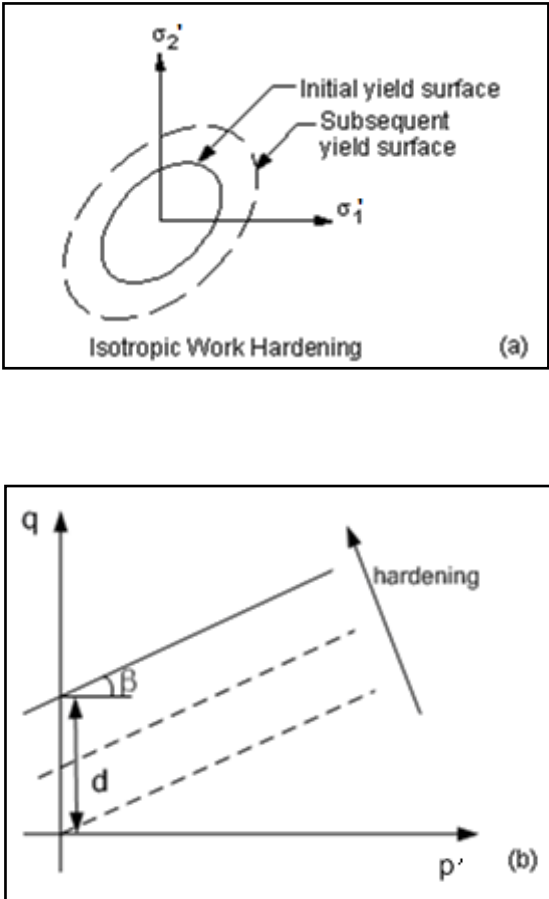 σ2'
Initial yield surface
Subsequent
yield surface
σ1'
Isotropic Work Hardening (a)
q
hardening
β
d
p' (b)